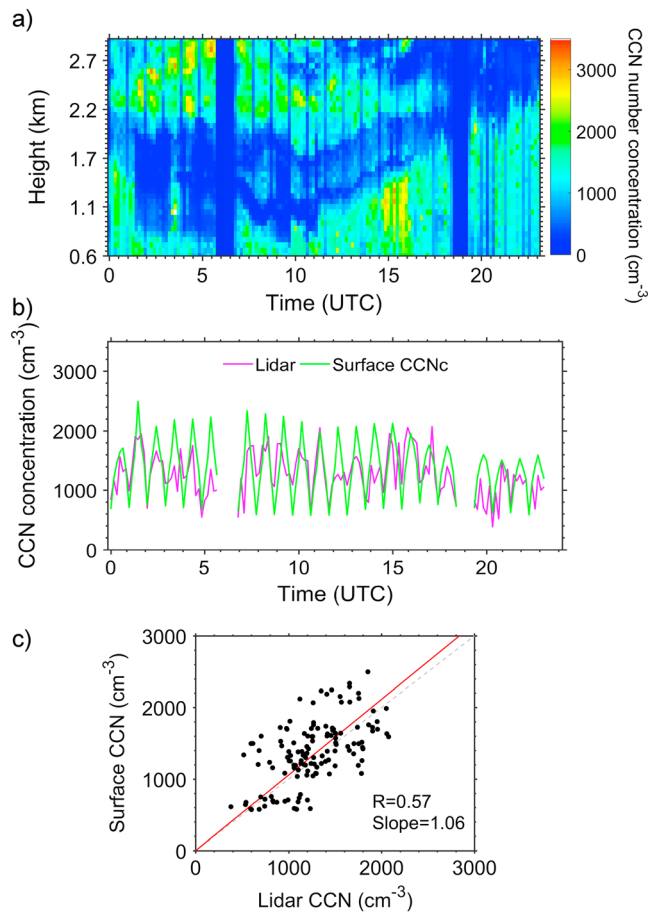 a)
Height (km)
2.7
2.2
1.7
1.1
0.6
0 5 10 15 20
Time (UTC)
3000
2000
1000
0
CCN number concentration (cm⁻³)
b)
CCN concentration (cm⁻³)
3000
2000
1000
0
Lidar Surface CCNc
0 5 10 15 20
Time (UTC)
c)
Surface CCN (cm⁻³)
3000
2000
1000
0
R=0.57
Slope=1.06
0 1000 2000 3000
Lidar CCN (cm⁻³)